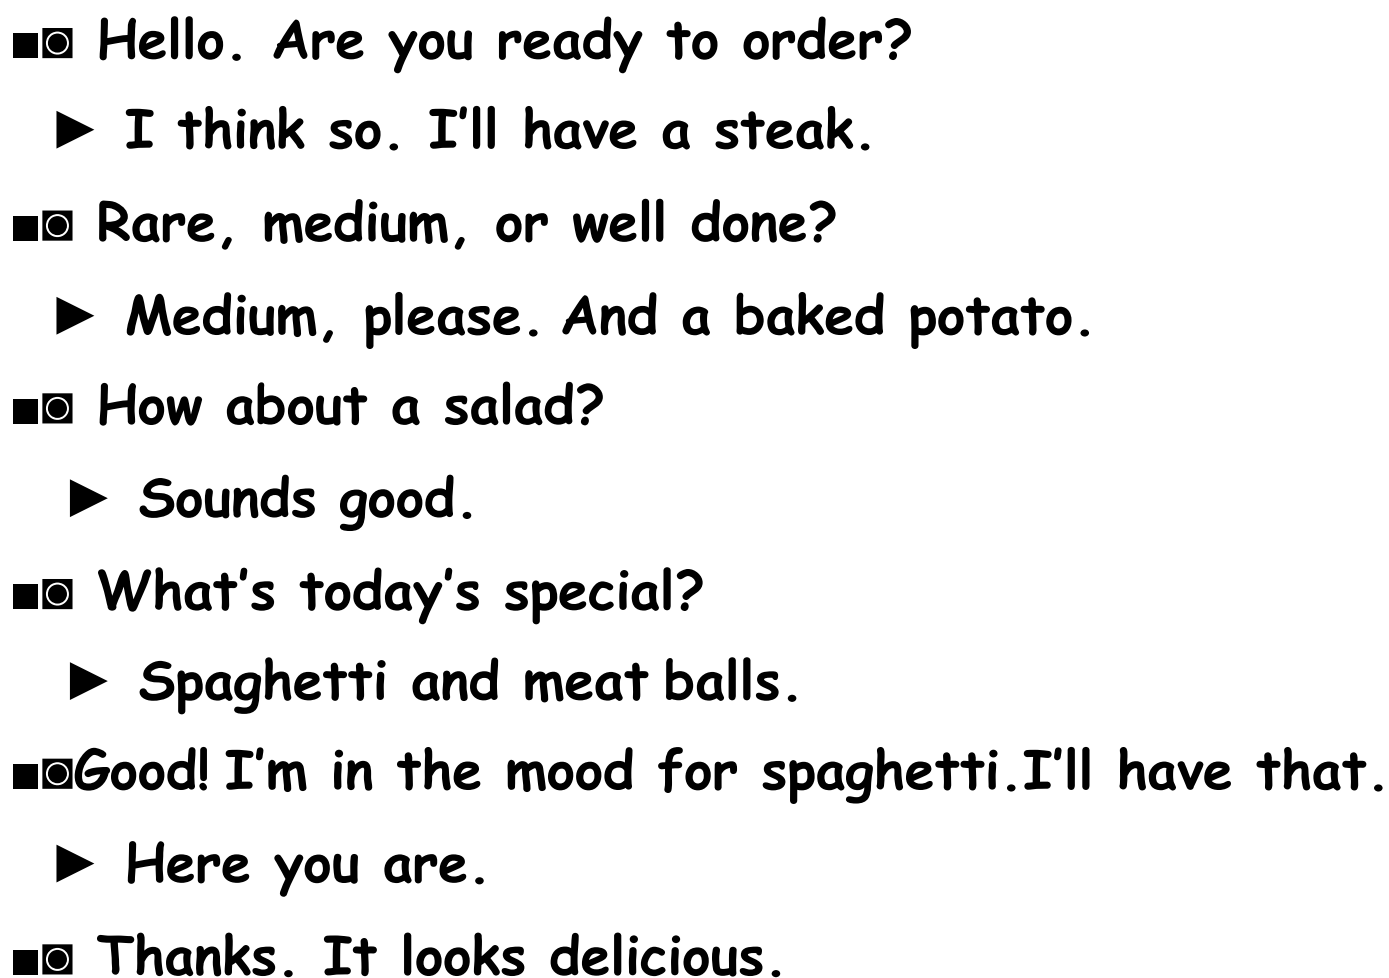 ■◙ Hello. Are you ready to order?
► I think so. I'll have a steak.
■◙ Rare, medium, or well done?
► Medium, please. And a baked potato.
■◙ How about a salad?
► Sounds good.
■◙ What's today's special?
► Spaghetti and meat balls.
■◙Good! I'm in the mood for spaghetti.I'll have that.
► Here you are.
■◙ Thanks. It looks delicious.